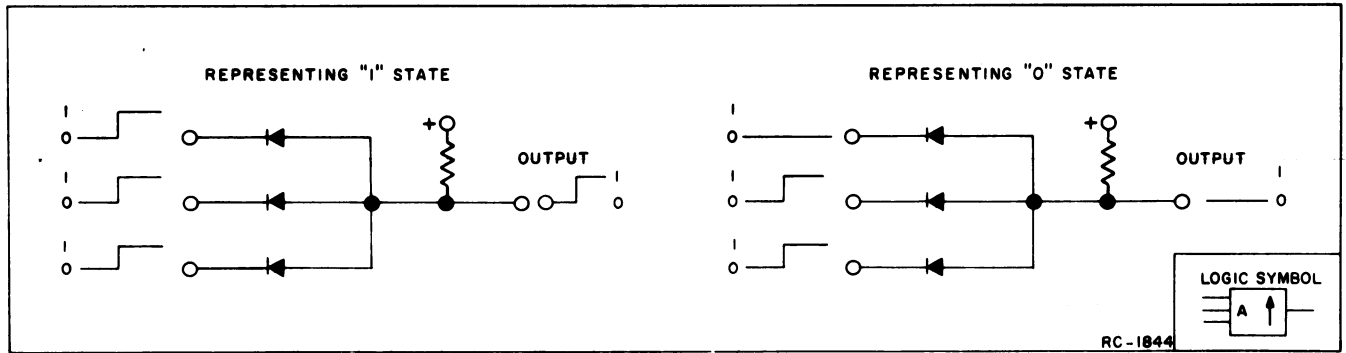 REPRESENTING "1" STATE
1
0
1
0
1
0
+
OUTPUT
1
0
REPRESENTING "0" STATE
1
0
1
0
1
0
+
OUTPUT
1
0
LOGIC SYMBOL
A
RC-1844